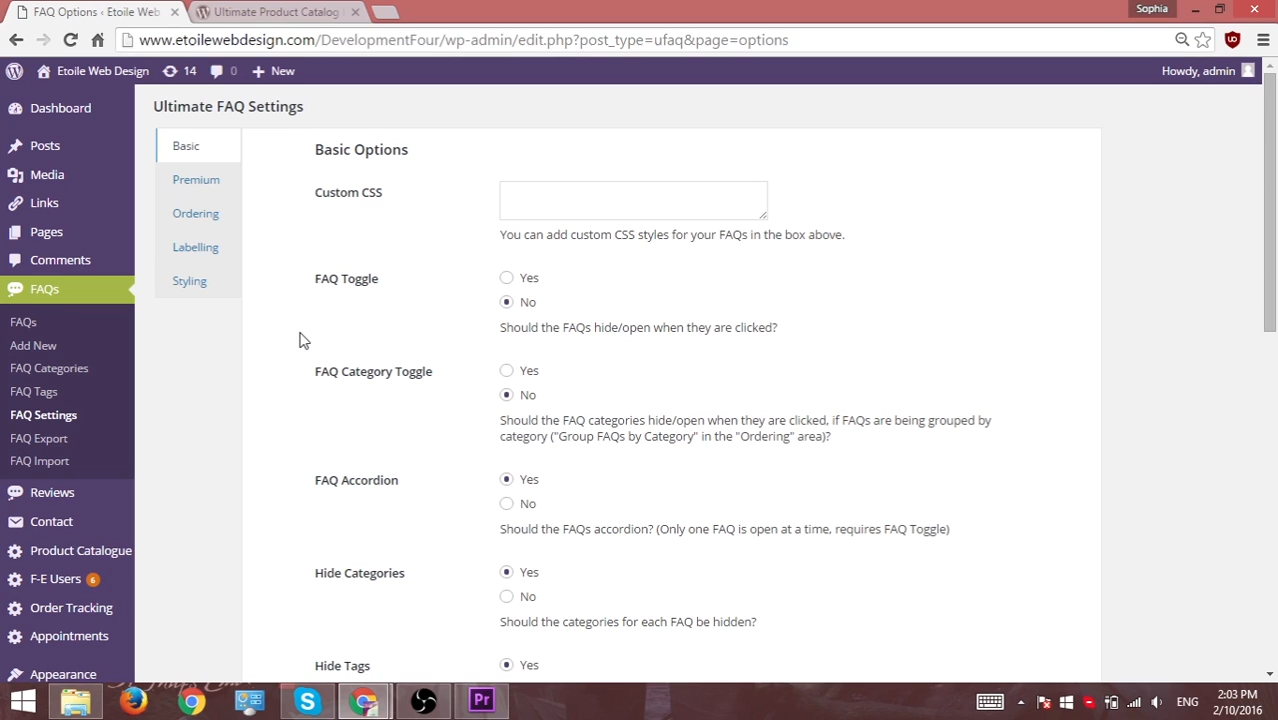 FAQ Options ‹ Etoile Web
Ultimate Product Catalog
Sophia
www.etoilewebdesign.com/DevelopmentFour/wp-admin/edit.php?post_type=ufaq&page=options
Etoile Web Design
14
0
New
Howdy, admin
Dashboard
Posts
Media
Links
Pages
Comments
FAQs
FAQs
Add New
FAQ Categories
FAQ Tags
FAQ Settings
FAQ Export
FAQ Import
Reviews
Contact
Product Catalogue
F-E Users 6
Order Tracking
Appointments
Appearance
Ultimate FAQ Settings
Basic
Premium
Ordering
Labelling
Styling
Basic Options
Custom CSS
You can add custom CSS styles for your FAQs in the box above.
FAQ Toggle
Yes
No
Should the FAQs hide/open when they are clicked?
FAQ Category Toggle
Yes
No
Should the FAQ categories hide/open when they are clicked, if FAQs are being grouped by
category ("Group FAQs by Category" in the "Ordering" area)?
FAQ Accordion
Yes
No
Should the FAQs accordion? (Only one FAQ is open at a time, requires FAQ Toggle)
Hide Categories
Yes
No
Should the categories for each FAQ be hidden?
Hide Tags
Yes
Pr
ENG
2:03 PM
2/10/2016